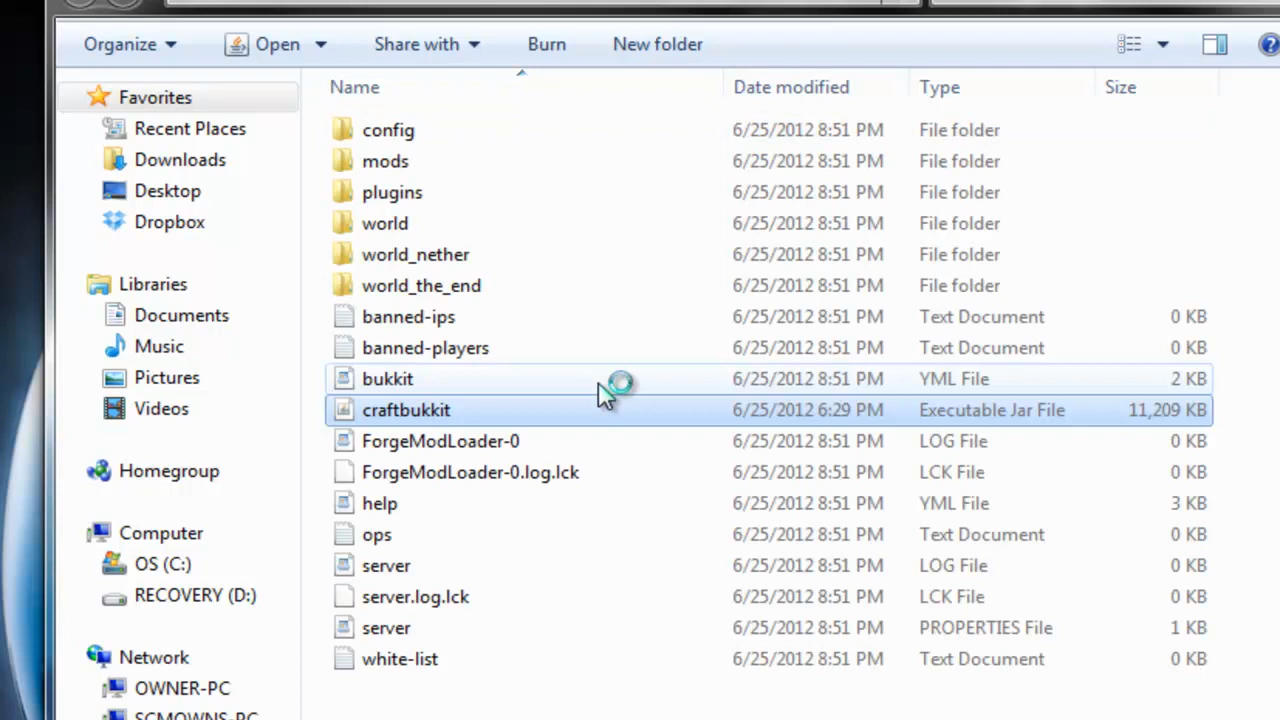 Organize Open Share with Burn New folder
Name Date modified Type Size
Favorites
Recent Places
Downloads
Desktop
Dropbox
Libraries
Documents
Music
Pictures
Videos
Homegroup
Computer
OS (C:)
RECOVERY (D:)
Network
OWNER-PC
SCMOWNS-PC
config 6/25/2012 8:51 PM File folder
mods 6/25/2012 8:51 PM File folder
plugins 6/25/2012 8:51 PM File folder
world 6/25/2012 8:51 PM File folder
world_nether 6/25/2012 8:51 PM File folder
world_the_end 6/25/2012 8:51 PM File folder
banned-ips 6/25/2012 8:51 PM Text Document 0 KB
banned-players 6/25/2012 8:51 PM Text Document 0 KB
bukkit 6/25/2012 8:51 PM YML File 2 KB
craftbukkit 6/25/2012 6:29 PM Executable Jar File 11,209 KB
ForgeModLoader-0 6/25/2012 8:51 PM LOG File 0 KB
ForgeModLoader-0.log.lck 6/25/2012 8:51 PM LCK File 0 KB
help 6/25/2012 8:51 PM YML File 3 KB
ops 6/25/2012 8:51 PM Text Document 0 KB
server 6/25/2012 8:51 PM LOG File 0 KB
server.log.lck 6/25/2012 8:51 PM LCK File 0 KB
server 6/25/2012 8:51 PM PROPERTIES File 1 KB
white-list 6/25/2012 8:51 PM Text Document 0 KB